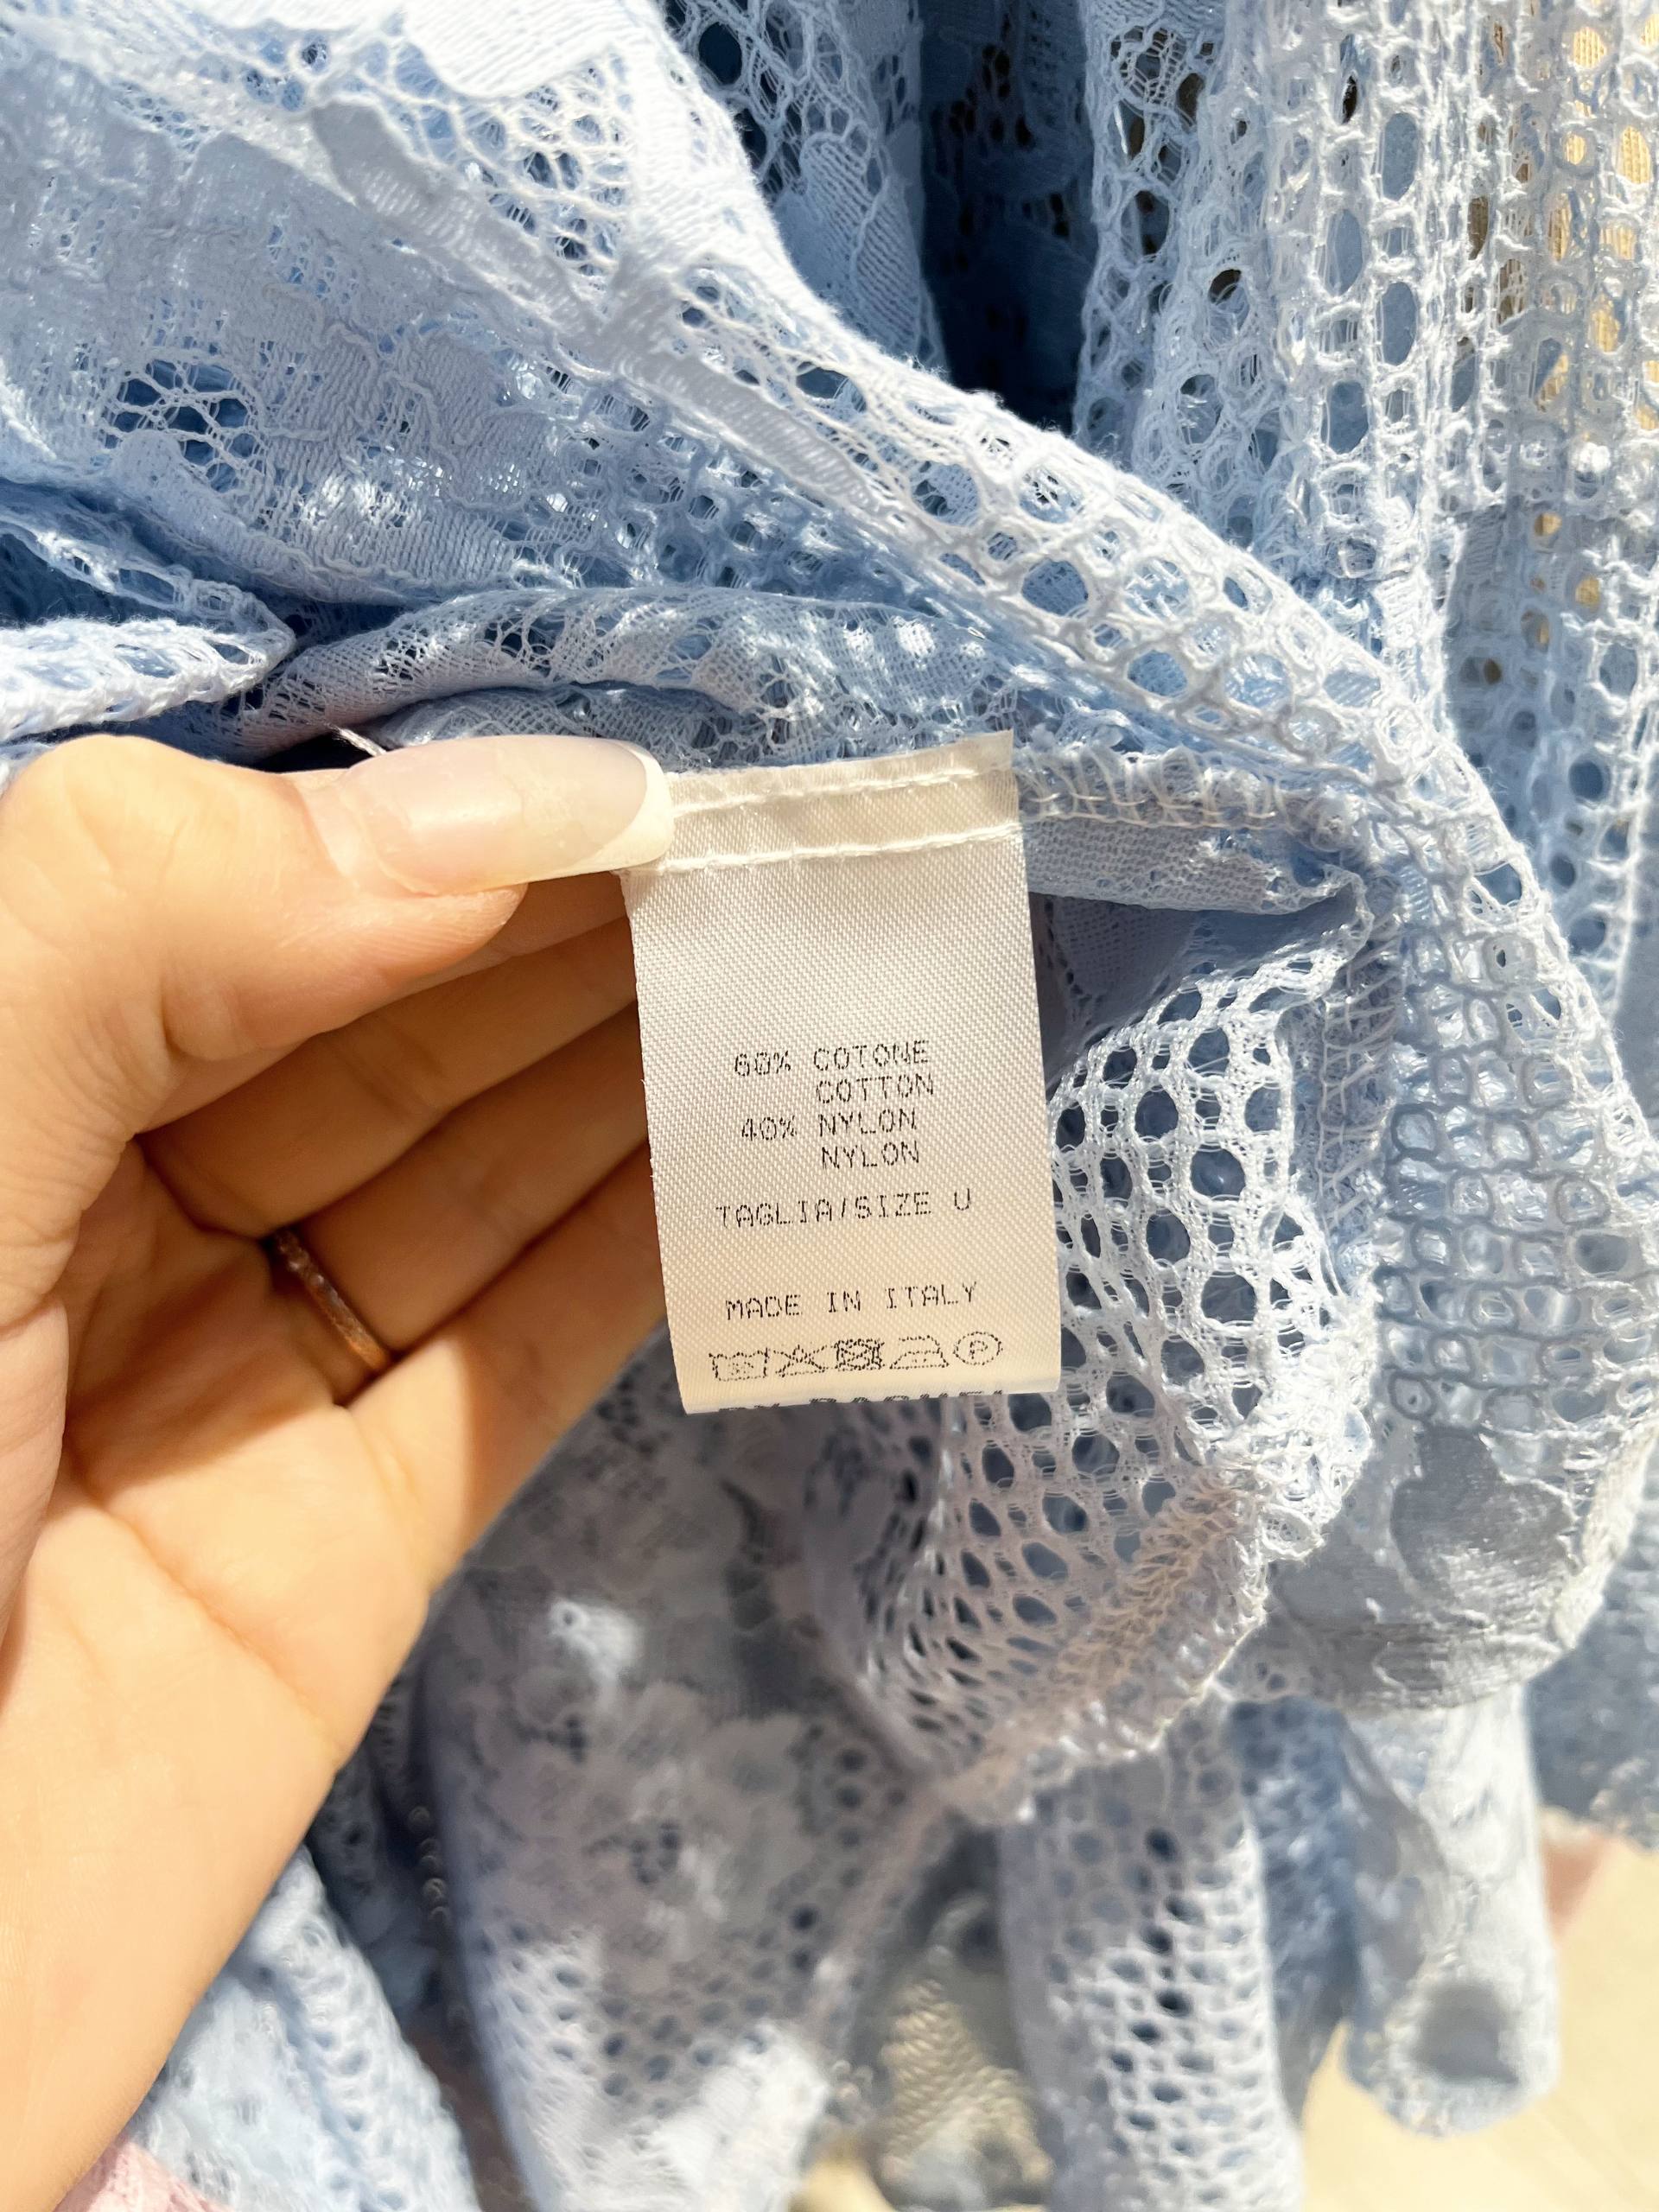 60% COTONE
COTTON
40% NYLON
NYLON
TAGLIA/SIZE U
MADE IN ITALY
P